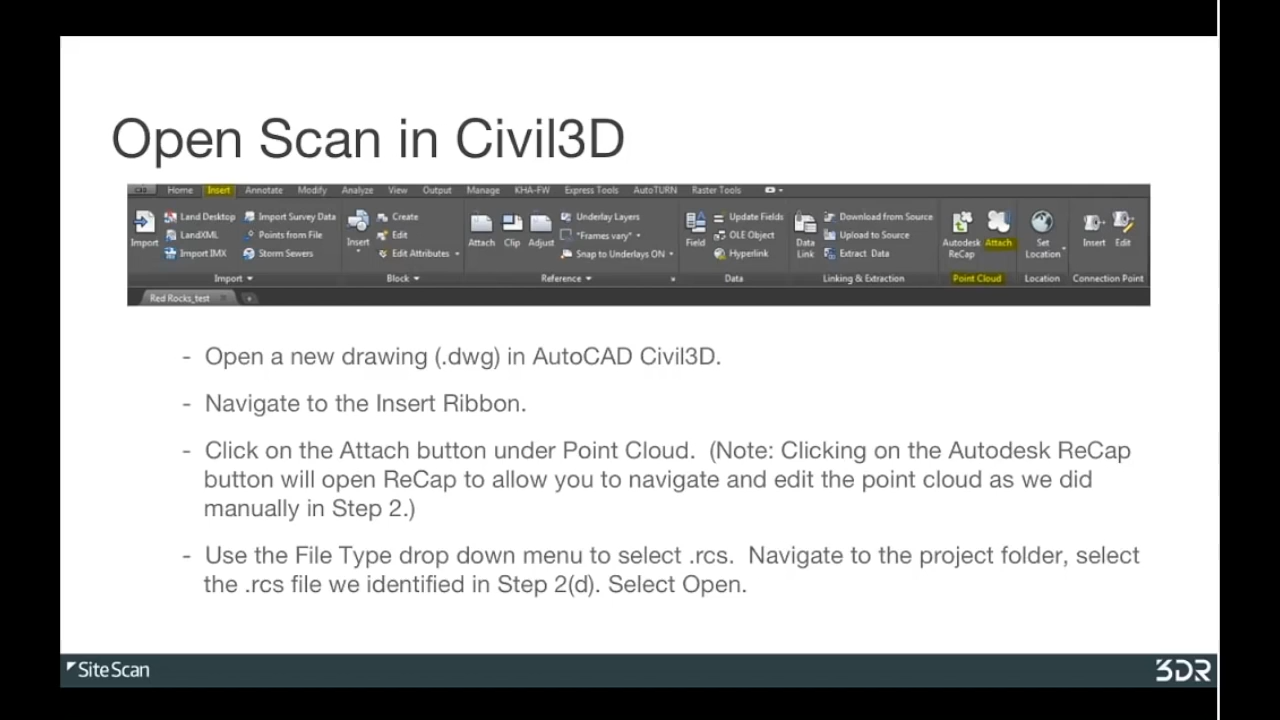 Open Scan in Civil3D
C3D Home Insert Annotate Modify Analyze View Output Manage KHA-FW Express Tools AutoTURN Raster Tools
Land Desktop Import Survey Data Create Underlay Layers Update Fields Download from Source
LandXML Points from File Edit *Frames vary* OLE Object Upload to Source
Import IMX Storm Sewers Edit Attributes Snap to Underlays ON Hyperlink Extract Data
Import Insert Attach Clip Adjust Field Data Link Autodesk ReCap Attach Set Location Insert Edit
Import Block Reference Data Linking & Extraction Point Cloud Location Connection Point
Red Rocks_test
- Open a new drawing (.dwg) in AutoCAD Civil3D.
- Navigate to the Insert Ribbon.
- Click on the Attach button under Point Cloud. (Note: Clicking on the Autodesk ReCap
button will open ReCap to allow you to navigate and edit the point cloud as we did
manually in Step 2.)
- Use the File Type drop down menu to select .rcs. Navigate to the project folder, select
the .rcs file we identified in Step 2(d). Select Open.
SiteScan
3DR